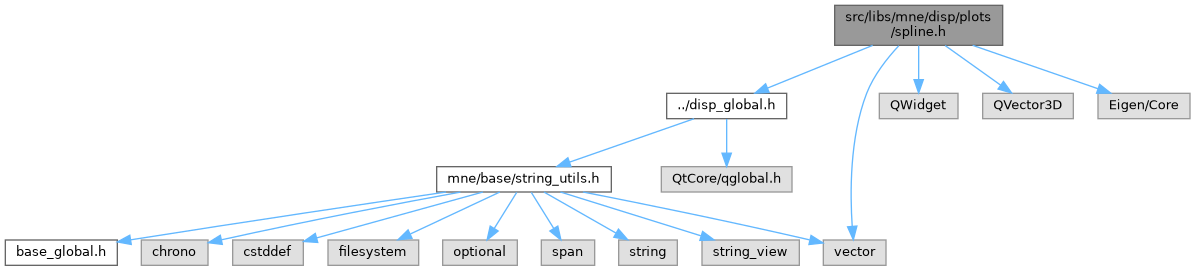 src/libs/mne/disp/plots
/spline.h
../disp_global.h
QWidget
QVector3D
Eigen/Core
mne/base/string_utils.h
QtCore/qglobal.h
base_global.h
chrono
cstddef
filesystem
optional
span
string
string_view
vector